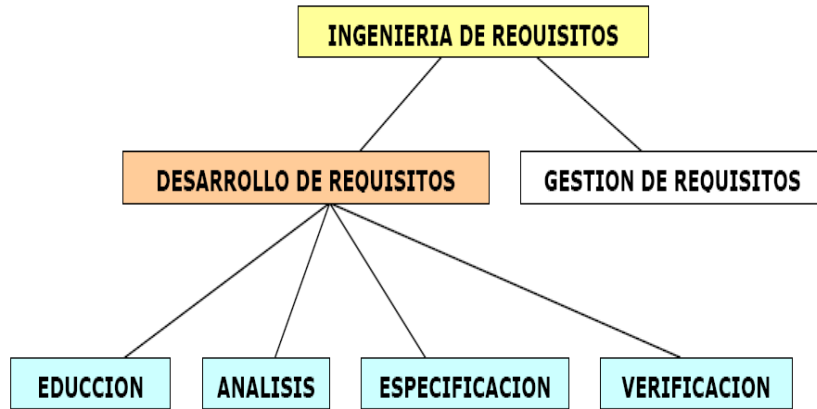 INGENIERIA DE REQUISITOS
DESARROLLO DE REQUISITOS
GESTION DE REQUISITOS
EDUCCION
ANALISIS
ESPECIFICACION
VERIFICACION